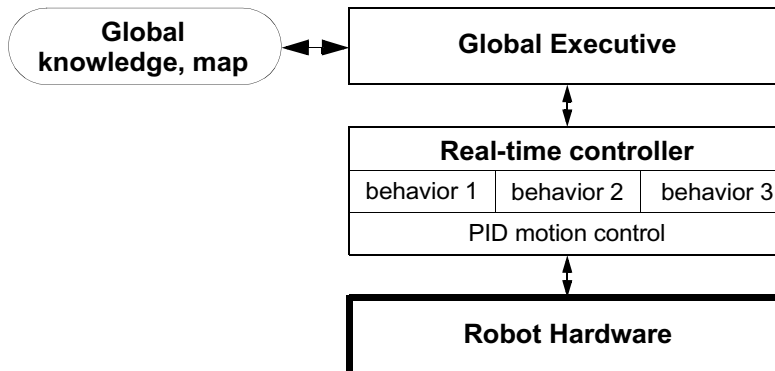 Global
knowledge, map
Global Executive
Real-time controller
behavior 1 behavior 2 behavior 3
PID motion control
Robot Hardware